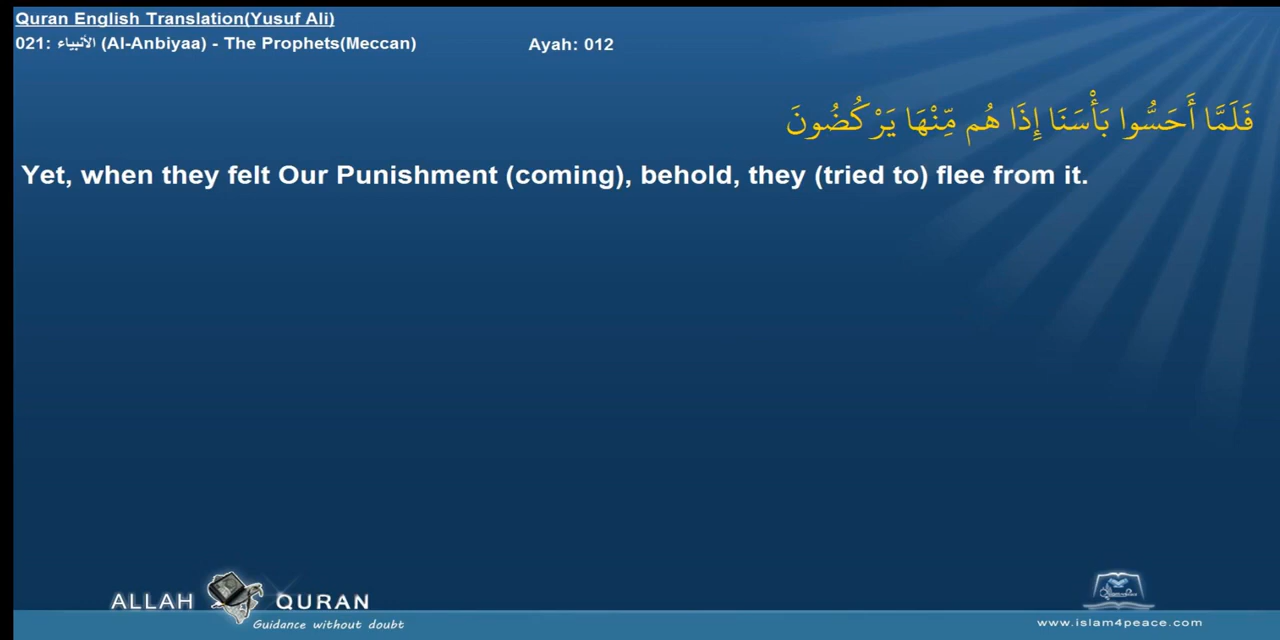 Quran English Translation(Yusuf Ali)
021: الأنبياء (Al-Anbiyaa) - The Prophets(Meccan) Ayah: 012
فَلَمَّا أَحَسُّوا بَأْسَنَا إِذَا هُم مِّنْهَا يَرْكُضُونَ
Yet, when they felt Our Punishment (coming), behold, they (tried to) flee from it.
ALLAH QURAN
Guidance without doubt
www.islam4peace.com